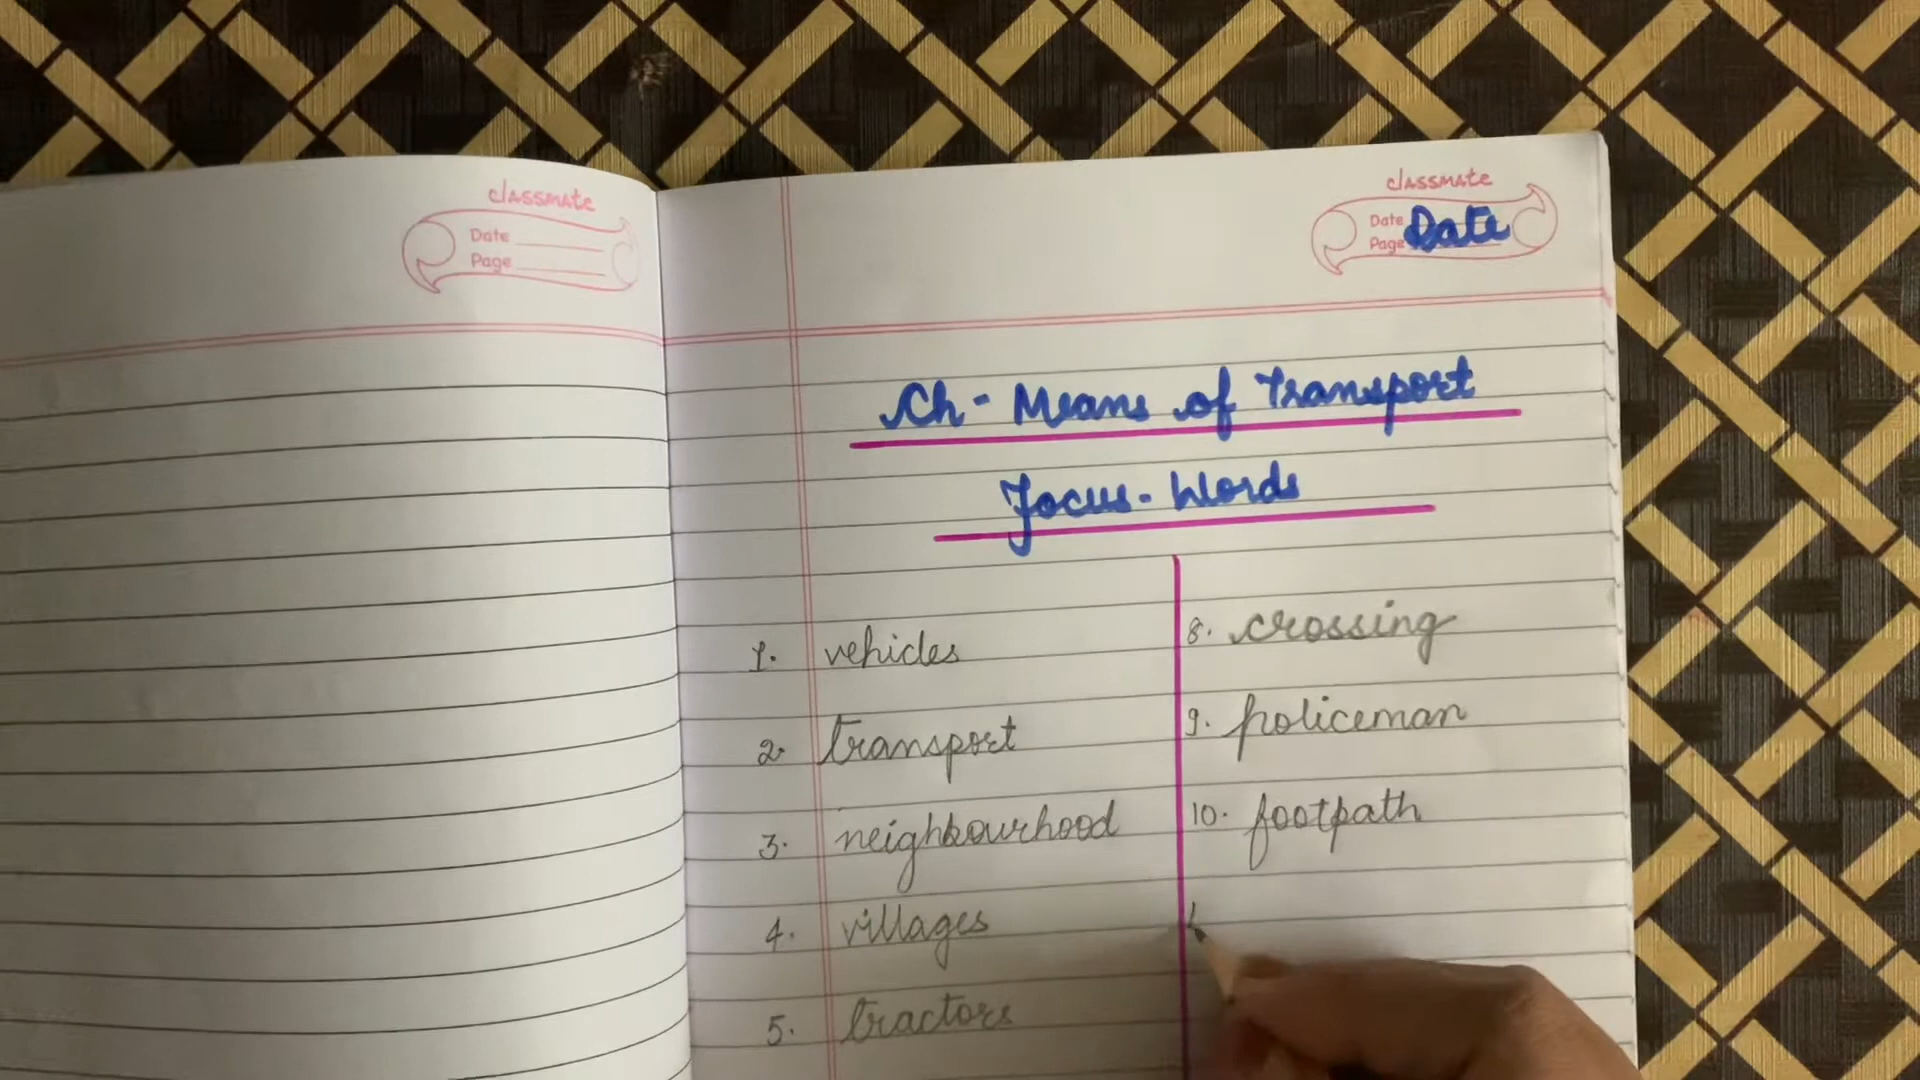 classmate
Date
Page
classmate
Date
Page Date
Ch- Means of Transport
Focus-Words
1. vehicles
2. transport
3. neighbourhood
4. villages
5. tractors
8. crossing
9. policeman
10. footpath